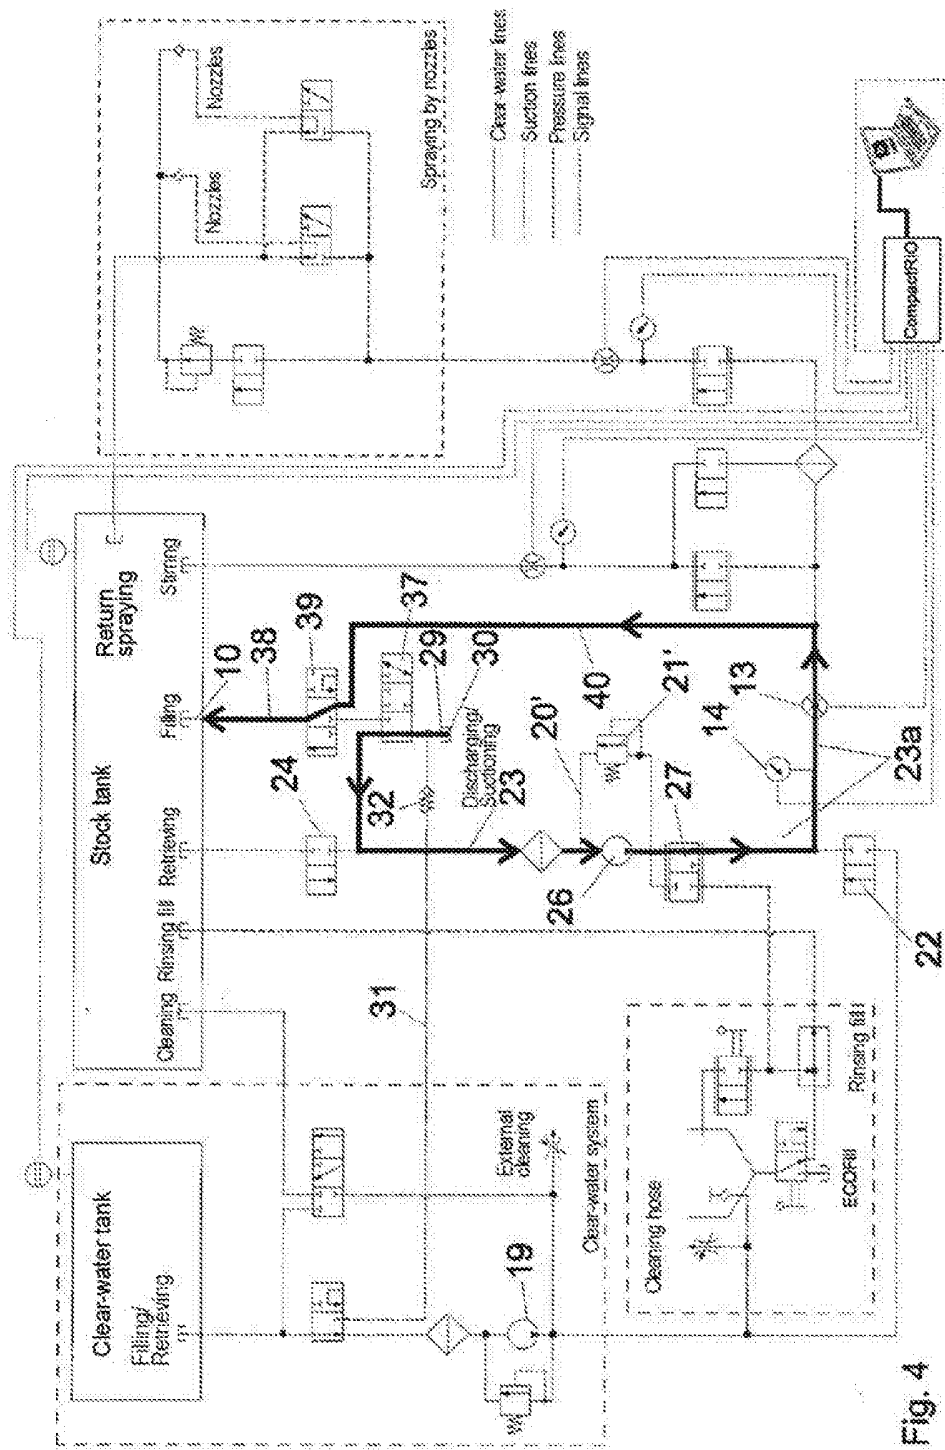 Clear-water tank
Filling/
Retrieving
Stock tank
Cleaning
Rinsing fill
Retrieving
Filling
Stirring
Return
spraying
Nozzles
Nozzles
Spraying by nozzles
Clear-water lines
Suction lines
Pressure lines
Signal lines
10
38
39
24
37
29
30
32
Discharging/
Suctioning
23
20'
40
21'
26
27
14
13
23a
22
31
External
cleaning
Clear-water system
19
Cleaning hose
Rinsing fill
ECOFill
CompactRIO
Fig. 4